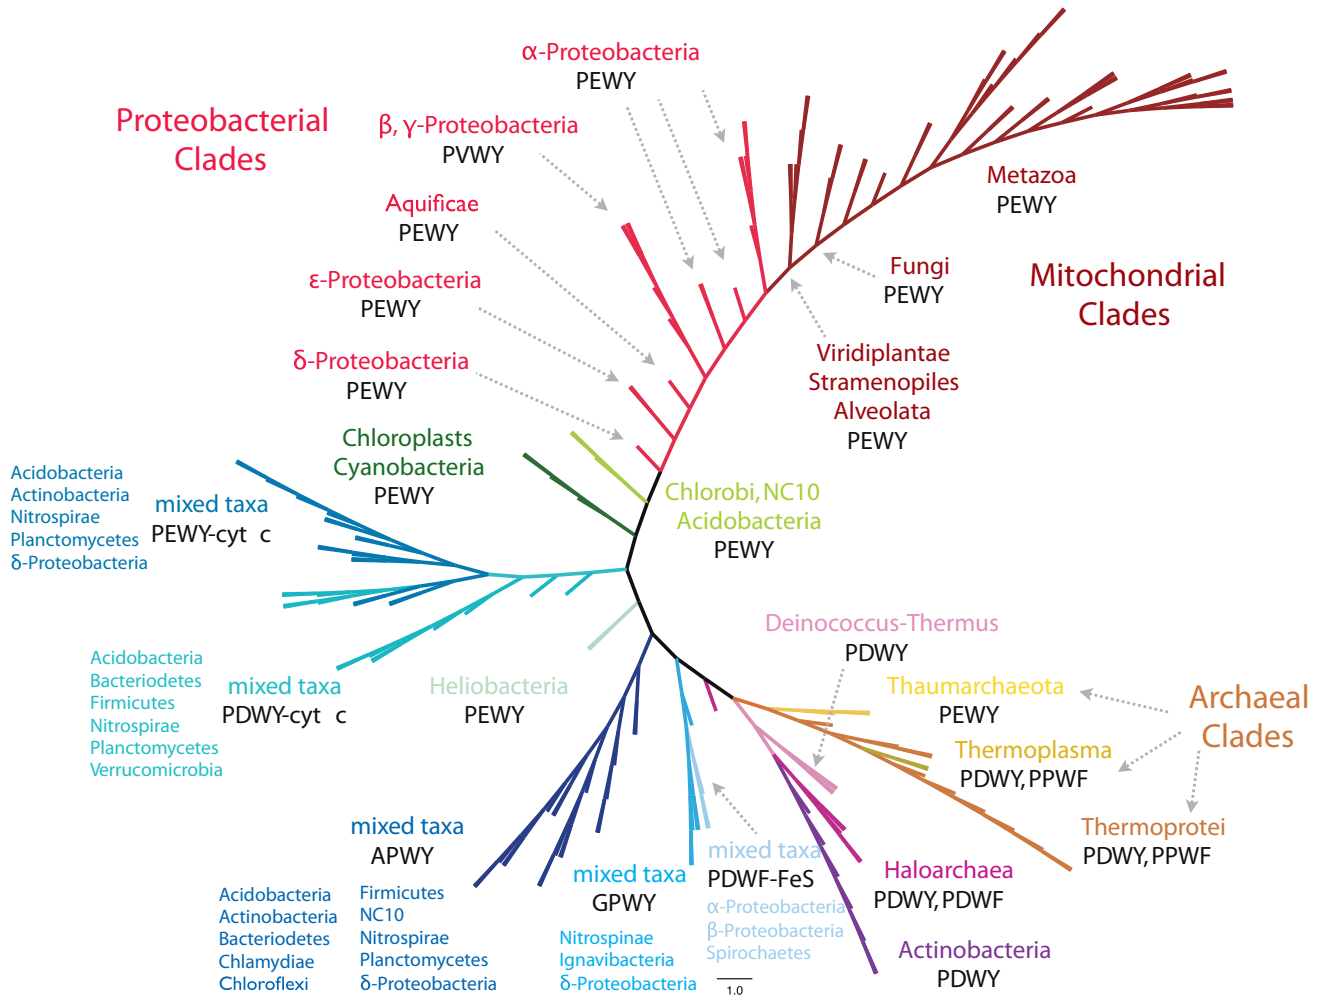 α-Proteobacteria
PEWY
Proteobacterial
Clades
β, γ-Proteobacteria
PVWY
Aquificae
PEWY
ε-Proteobacteria
PEWY
δ-Proteobacteria
PEWY
Metazoa
PEWY
Fungi
PEWY
Mitochondrial
Clades
Viridiplantae
Stramenopiles
Alveolata
PEWY
Chloroplasts
Cyanobacteria
PEWY
Chlorobi, NC10
Acidobacteria
PEWY
Acidobacteria
Actinobacteria
Nitrospirae
Planctomycetes
δ-Proteobacteria
mixed taxa
PEWY-cyt c
Acidobacteria
Bacteriodetes
Firmicutes
Nitrospirae
Planctomycetes
Verrucomicrobia
mixed taxa
PDWY-cyt c
Heliobacteria
PEWY
Deinococcus-Thermus
PDWY
Thaumarchaeota
PEWY
Archaeal
Clades
Thermoplasma
PDWY, PPWF
Thermoprotei
PDWY, PPWF
Haloarchaea
PDWY, PDWF
Actinobacteria
PDWY
mixed taxa
APWY
Acidobacteria
Actinobacteria
Bacteriodetes
Chlamydiae
Chloroflexi
Firmicutes
NC10
Nitrospirae
Planctomycetes
δ-Proteobacteria
mixed taxa
GPWY
Nitrospinae
Ignavibacteria
δ-Proteobacteria
mixed taxa
PDWF-FeS
α-Proteobacteria
β-Proteobacteria
Spirochaetes
1.0